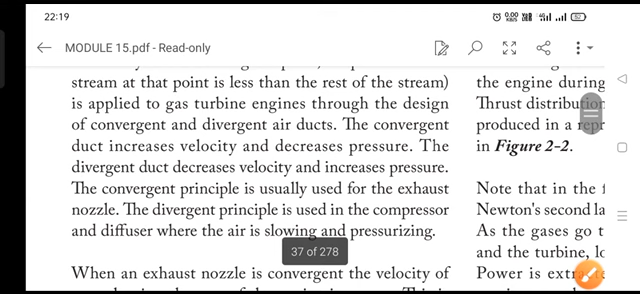 22:19
0.00 KB/S
MODULE 15.pdf - Read-only
stream at that point is less than the rest of the stream)
is applied to gas turbine engines through the design
of convergent and divergent air ducts. The convergent
duct increases velocity and decreases pressure. The
divergent duct decreases velocity and increases pressure.
The convergent principle is usually used for the exhaust
nozzle. The divergent principle is used in the compressor
and diffuser where the air is slowing and pressurizing.
37 of 278
When an exhaust nozzle is convergent the velocity of
the engine during
Thrust distribution
produced in a repr
in Figure 2-2.
Note that in the f
Newton's second la
As the gases go t
and the turbine, lo
Power is extracte